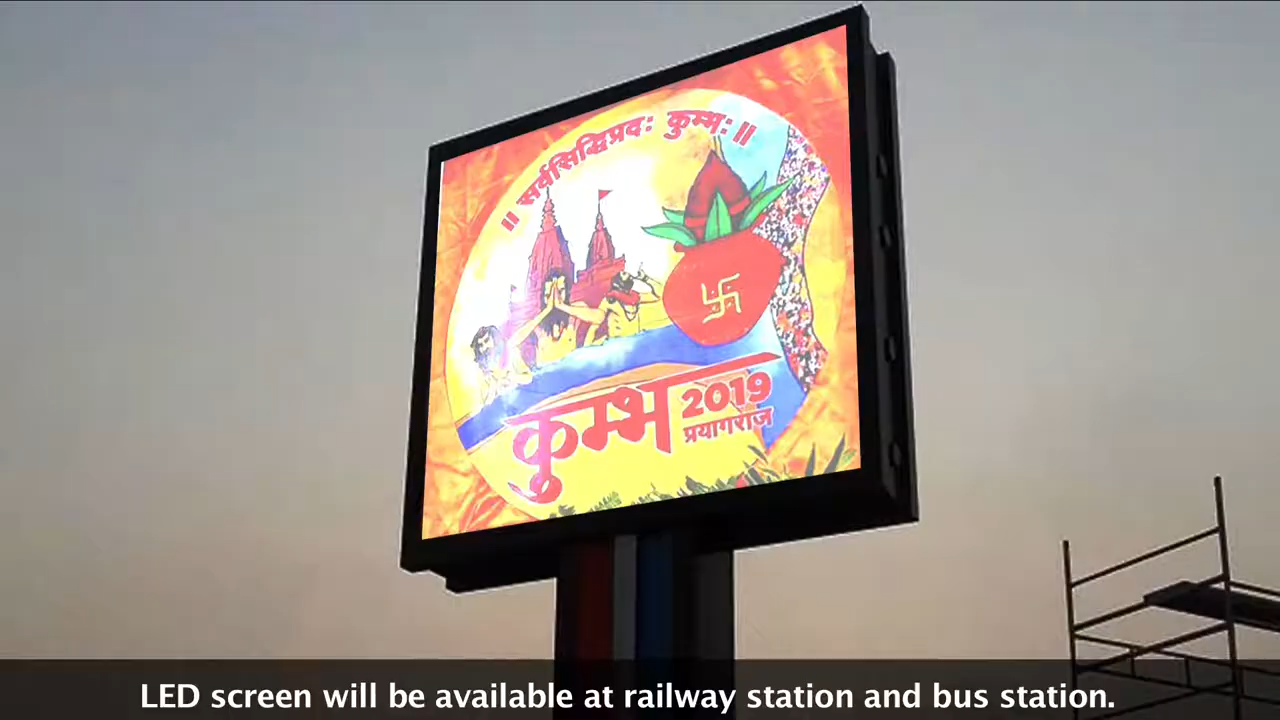 ॥ सर्वसिद्धिप्रदः कुम्भः॥
कुम्भ 2019
प्रयागराज
LED screen will be available at railway station and bus station.